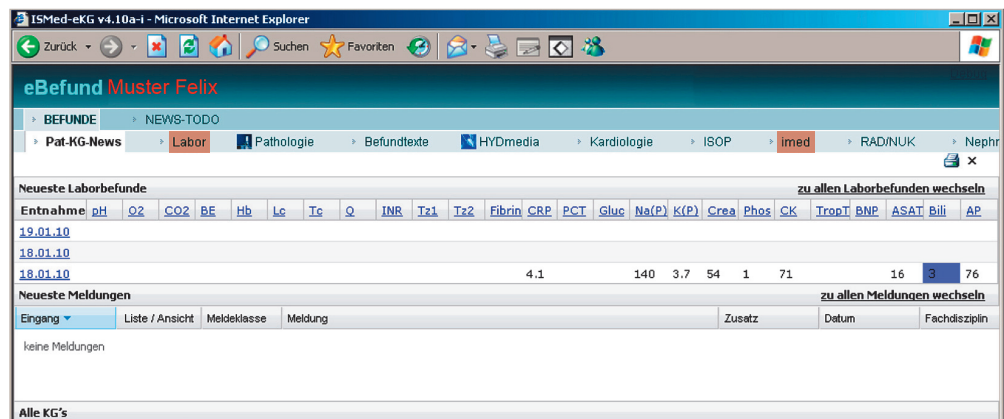 ISMed-eKG v4.10a-i - Microsoft Internet Explorer
Zurück Suchen Favoriten
eBefund Muster Felix
BEFUNDE NEWS-TODO
Pat-KG-News Labor Pathologie Befundtexte HYDmedia Kardiologie ISOP imed RAD/NUK Nephr
Neueste Laborbefunde zu allen Laborbefunden wechseln
Entnahme pH O2 CO2 BE Hb Lc Tc Q INR Tz1 Tz2 Fibrin CRP PCT Gluc Na(P) K(P) Crea Phos CK TropT BNP ASAT Bili AP
19.01.10
18.01.10
18.01.10 4.1 140 3.7 54 1 71 16 3 76
Neueste Meldungen zu allen Meldungen wechseln
Eingang Liste / Ansicht Meldeklasse Meldung Zusatz Datum Fachdisziplin
keine Meldungen
Alle KG's